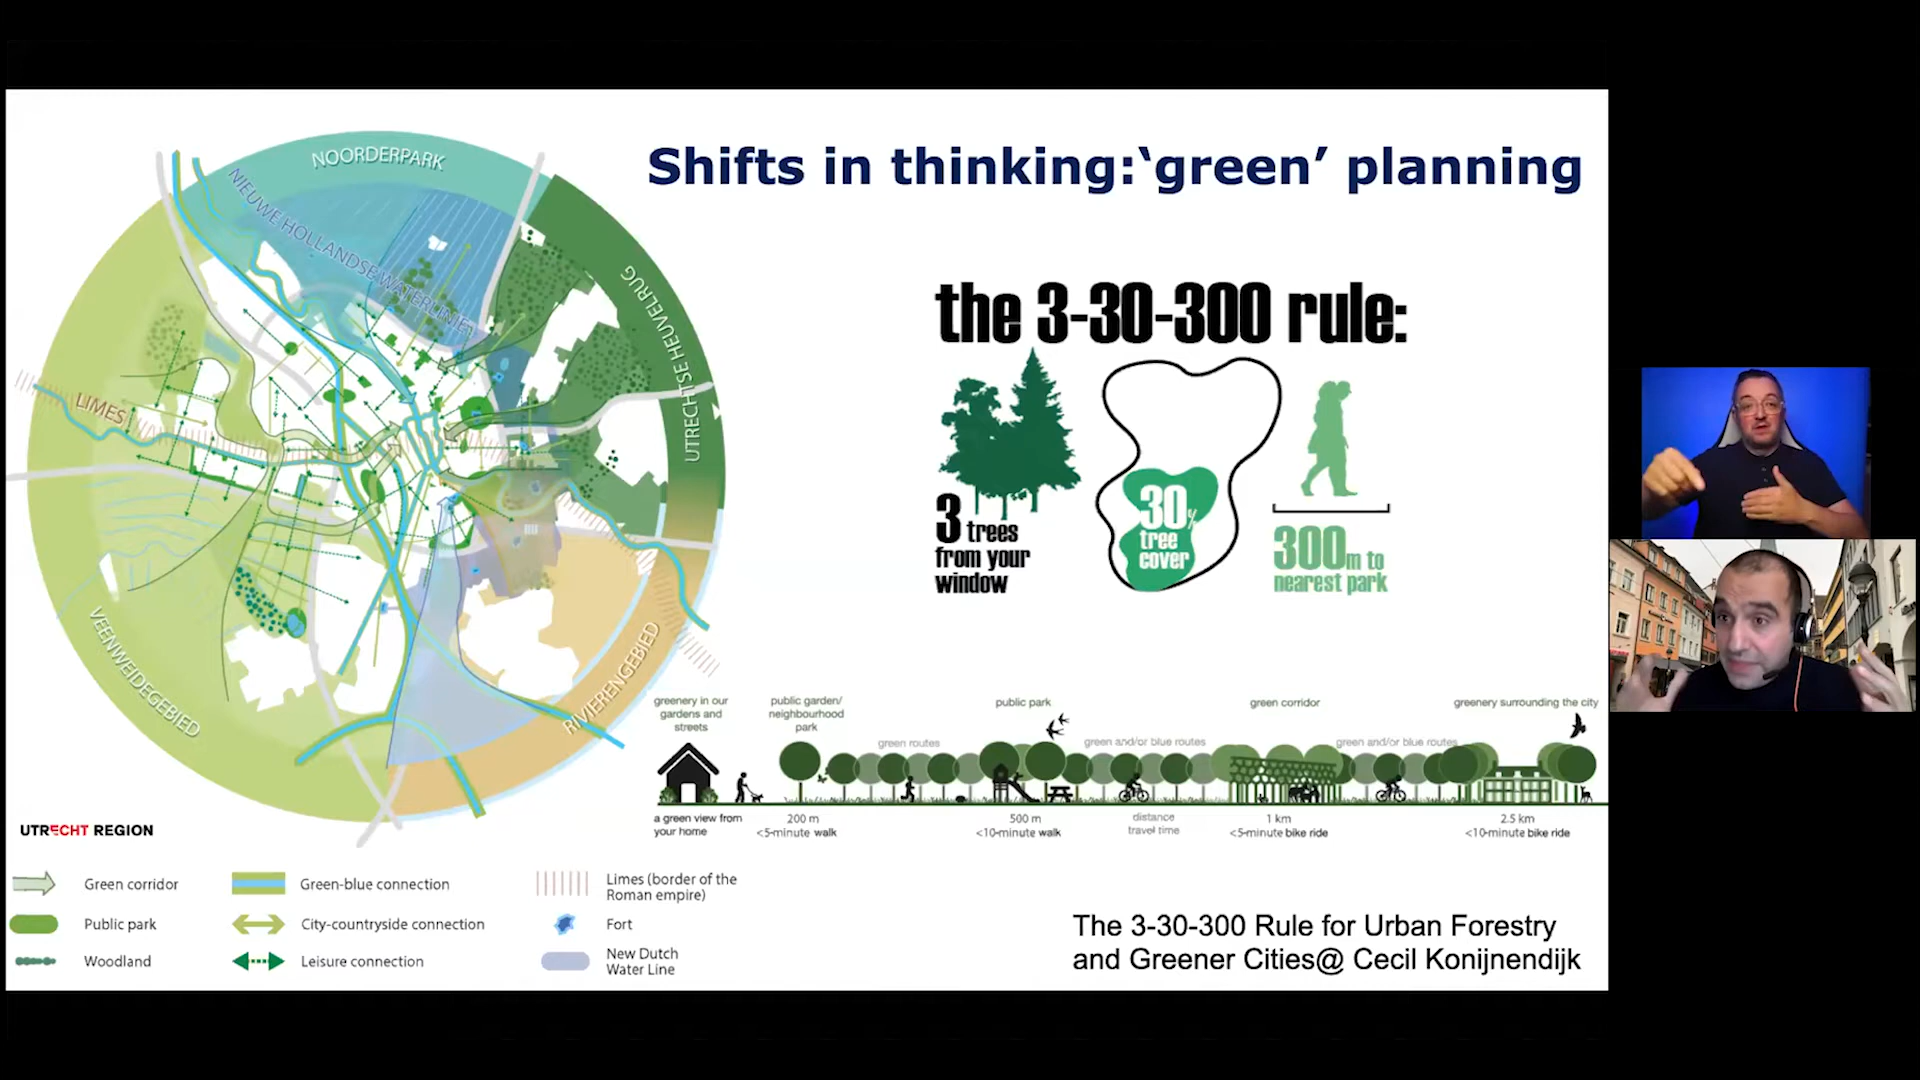 Shifts in thinking:‘green’ planning
NOORDERPARK
NIEUWE HOLLANDSE WATERLINIE
UTRECHTSE HEUVELRUG
LIMES
VEENWEIDEGEBIED
RIVIERENGEBIED
the 3-30-300 rule:
3 trees
from your
window
30%
tree
cover
300m to
nearest park
greenery in our
gardens and
streets
public garden/
neighbourhood
park
green routes
public park
green and/or blue routes
green corridor
green and/or blue routes
greenery surrounding the city
a green view from
your home
200 m
<5-minute walk
500 m
<10-minute walk
distance
travel time
1 km
<5-minute bike ride
2.5 km
<10-minute bike ride
UTRECHT REGION
Green corridor
Public park
Woodland
Green-blue connection
City-countryside connection
Leisure connection
Limes (border of the
Roman empire)
Fort
New Dutch
Water Line
The 3-30-300 Rule for Urban Forestry
and Greener Cities@ Cecil Konijnendijk